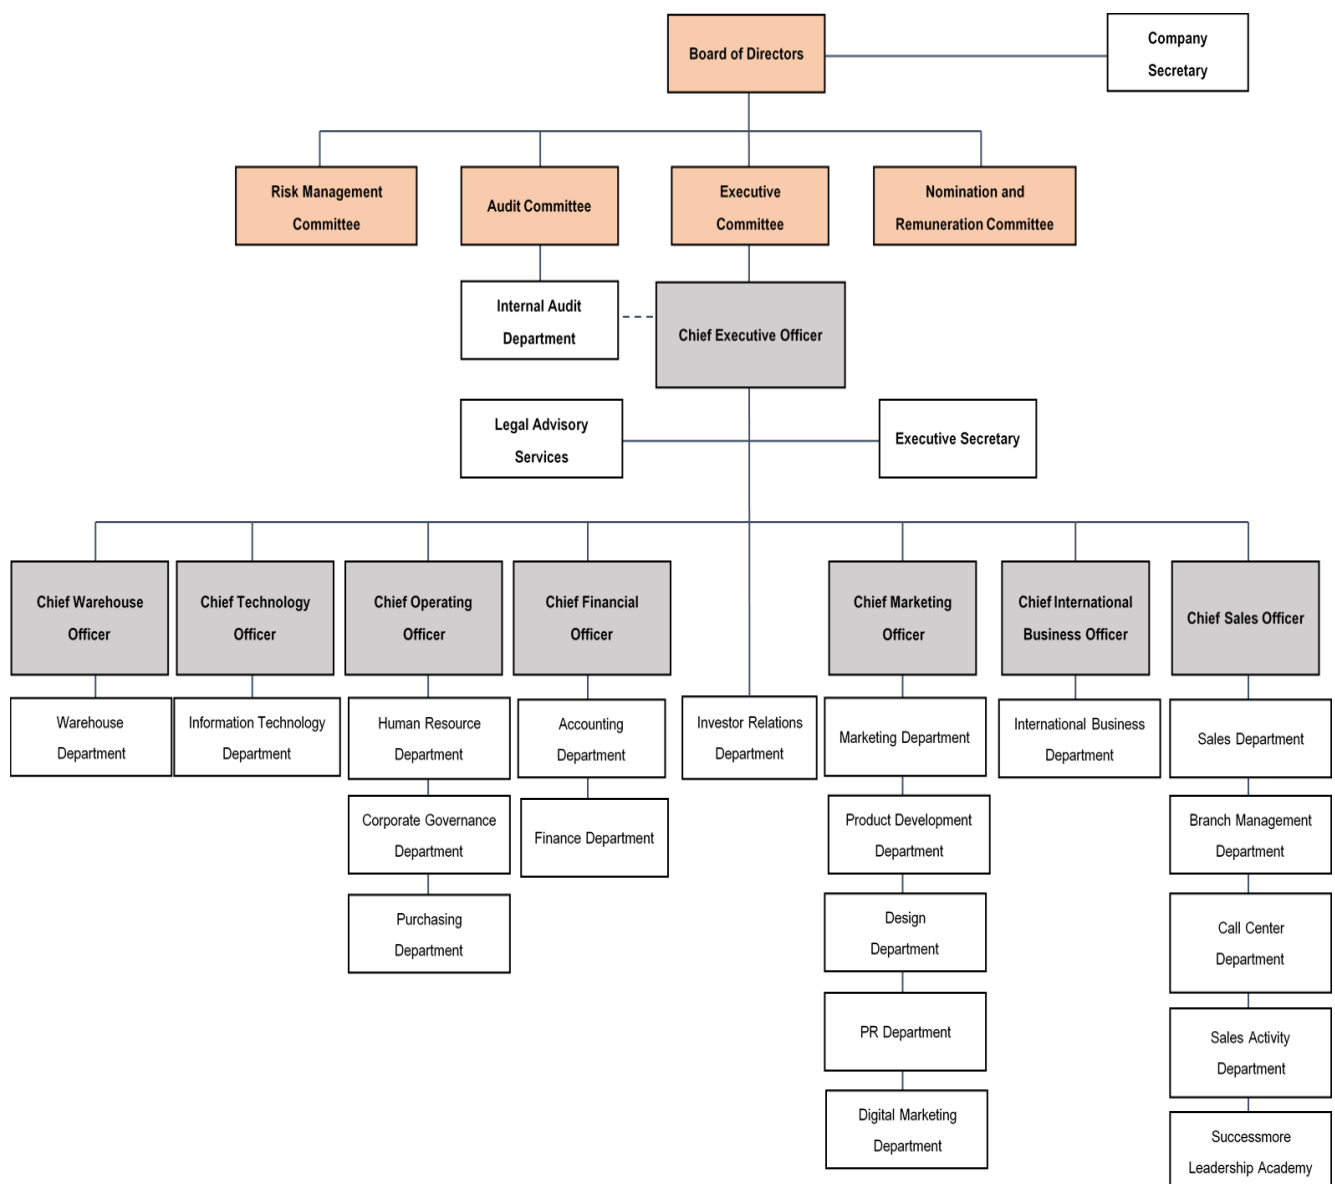 Board of Directors
Company
Secretary
Risk Management
Committee
Audit Committee
Executive
Committee
Nomination and
Remuneration Committee
Internal Audit
Department
Chief Executive Officer
Legal Advisory
Services
Executive Secretary
Chief Warehouse
Officer
Chief Technology
Officer
Chief Operating
Officer
Chief Financial
Officer
Chief Marketing
Officer
Chief International
Business Officer
Chief Sales Officer
Warehouse
Department
Information Technology
Department
Human Resource
Department
Accounting
Department
Investor Relations
Department
Marketing Department
International Business
Department
Sales Department
Corporate Governance
Department
Finance Department
Product Development
Department
Branch Management
Department
Purchasing
Department
Design
Department
Call Center
Department
PR Department
Sales Activity
Department
Digital Marketing
Department
Successmore
Leadership Academy